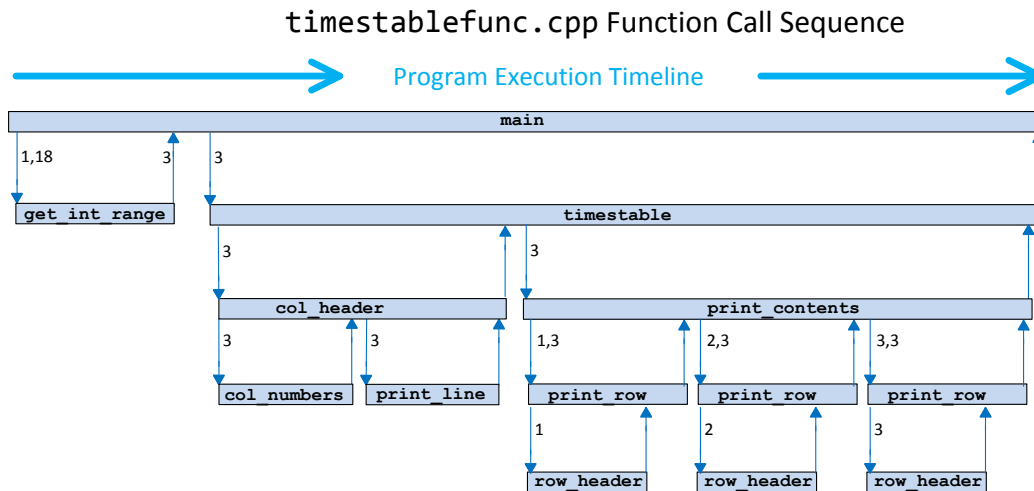 timestablefunc.cpp Function Call Sequence
Program Execution Timeline
main
1,18 3 3
get_int_range timestable
3 3
col_header print_contents
3 3 1,3 2,3 3,3
col_numbers print_line print_row print_row print_row
1 2 3
row_header row_header row_header